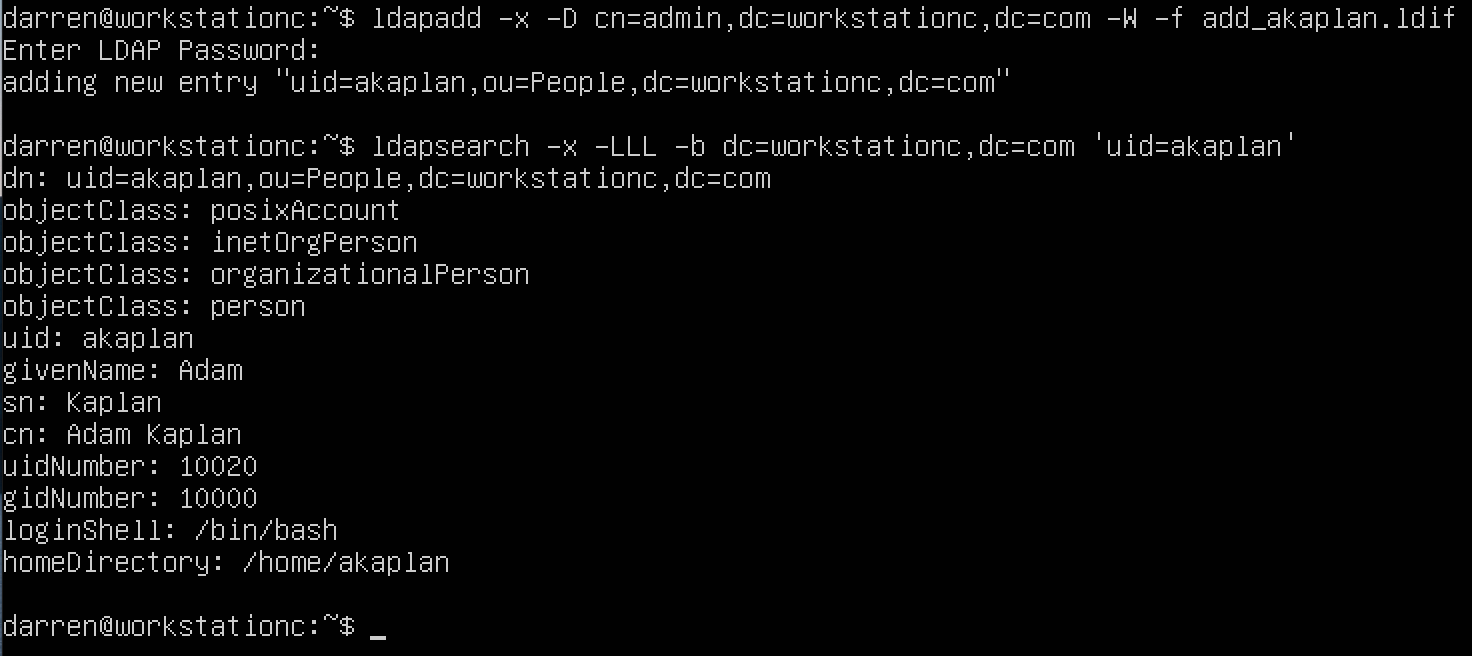 darren@workstationc:~$ ldapadd -x -D cn=admin,dc=workstationc,dc=com -W -f add_akaplan.ldif
Enter LDAP Password:
adding new entry "uid=akaplan,ou=People,dc=workstationc,dc=com"
darren@workstationc:~$ ldapsearch -x -LLL -b dc=workstationc,dc=com 'uid=akaplan'
dn: uid=akaplan,ou=People,dc=workstationc,dc=com
objectClass: posixAccount
objectClass: inetOrgPerson
objectClass: organizationalPerson
objectClass: person
uid: akaplan
givenName: Adam
sn: Kaplan
cn: Adam Kaplan
uidNumber: 10020
gidNumber: 10000
loginShell: /bin/bash
homeDirectory: /home/akaplan
darren@workstationc:~$ _